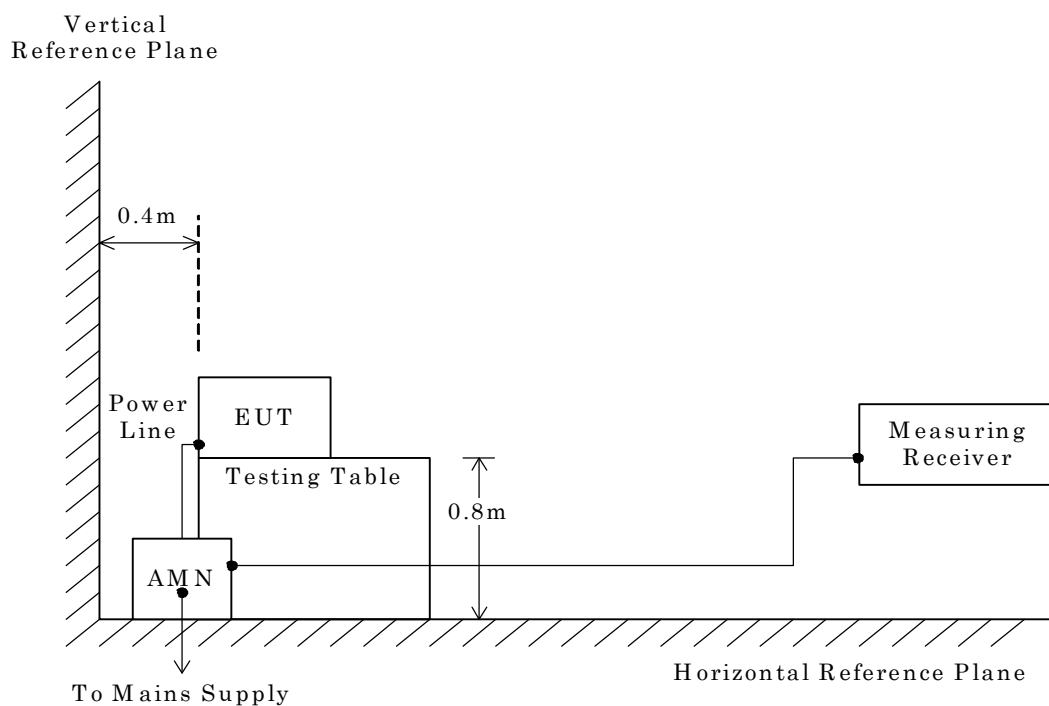 Vertical
Reference Plane
0.4m
Power
Line
EUT
Testing Table
Measuring
Receiver
0.8m
AMN
Horizontal Reference Plane
To Mains Supply